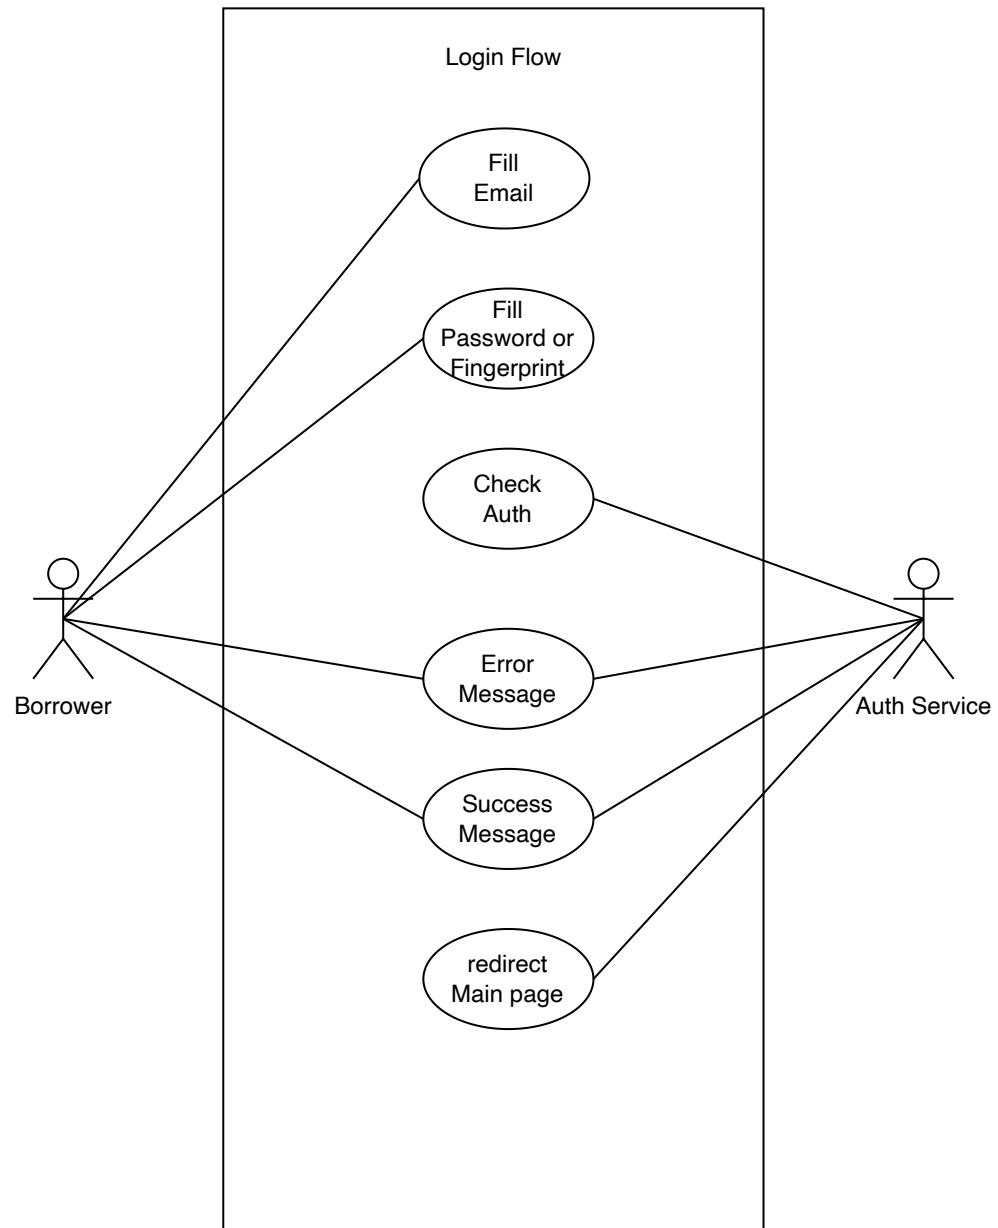 Login Flow
Fill
Email
Fill
Password or
Fingerprint
Check
Auth
Error
Message
Borrower
Auth Service
Success
Message
redirect
Main page